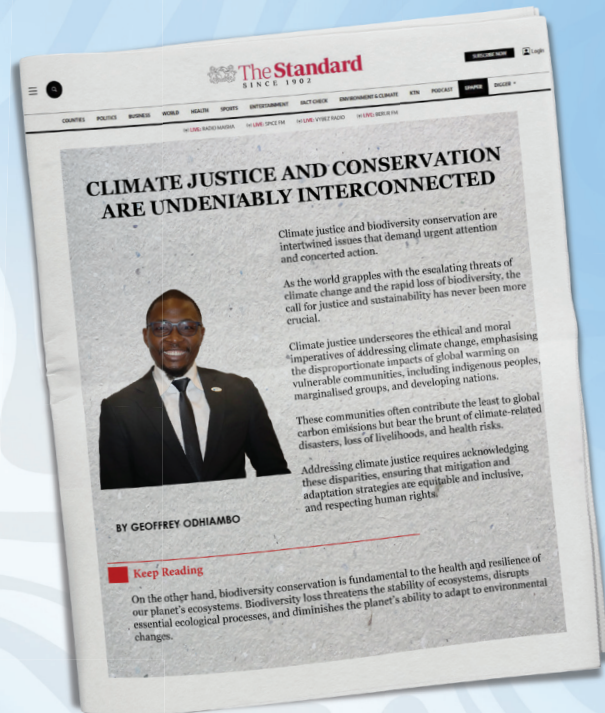 The Standard
SINCE 1902
SUBSCRIBE NOW
Login
COUNTIES POLITICS BUSINESS WORLD HEALTH SPORTS ENTERTAINMENT FACT CHECK ENVIRONMENT & CLIMATE KTN PODCAST EPAPER DIGGER
LIVE: RADIO MAISHA LIVE: SPICE FM LIVE: VYBEZ RADIO LIVE: BERUR FM
CLIMATE JUSTICE AND CONSERVATION
ARE UNDENIABLY INTERCONNECTED
Climate justice and biodiversity conservation are
intertwined issues that demand urgent attention
and concerted action.
As the world grapples with the escalating threats of
climate change and the rapid loss of biodiversity, the
call for justice and sustainability has never been more
crucial.
Climate justice underscores the ethical and moral
imperatives of addressing climate change, emphasising
the disproportionate impacts of global warming on
vulnerable communities, including indigenous peoples,
marginalised groups, and developing nations.
These communities often contribute the least to global
carbon emissions but bear the brunt of climate-related
disasters, loss of livelihoods, and health risks.
Addressing climate justice requires acknowledging
these disparities, ensuring that mitigation and
adaptation strategies are equitable and inclusive,
and respecting human rights.
BY GEOFFREY ODHIAMBO
Keep Reading
On the other hand, biodiversity conservation is fundamental to the health and resilience of
our planet's ecosystems. Biodiversity loss threatens the stability of ecosystems, disrupts
essential ecological processes, and diminishes the planet's ability to adapt to environmental
changes.